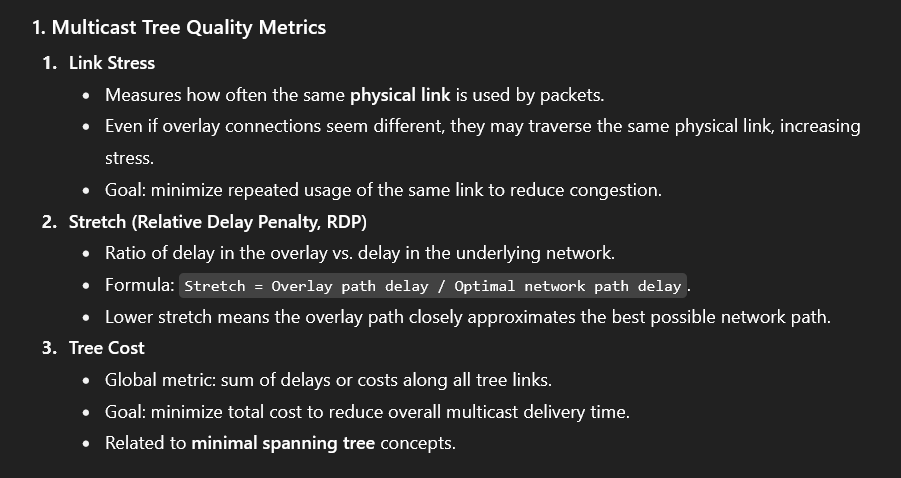 1. Multicast Tree Quality Metrics
1. Link Stress
• Measures how often the same physical link is used by packets.
• Even if overlay connections seem different, they may traverse the same physical link, increasing
stress.
• Goal: minimize repeated usage of the same link to reduce congestion.
2. Stretch (Relative Delay Penalty, RDP)
• Ratio of delay in the overlay vs. delay in the underlying network.
• Formula: Stretch = Overlay path delay / Optimal network path delay.
• Lower stretch means the overlay path closely approximates the best possible network path.
3. Tree Cost
• Global metric: sum of delays or costs along all tree links.
• Goal: minimize total cost to reduce overall multicast delivery time.
• Related to minimal spanning tree concepts.